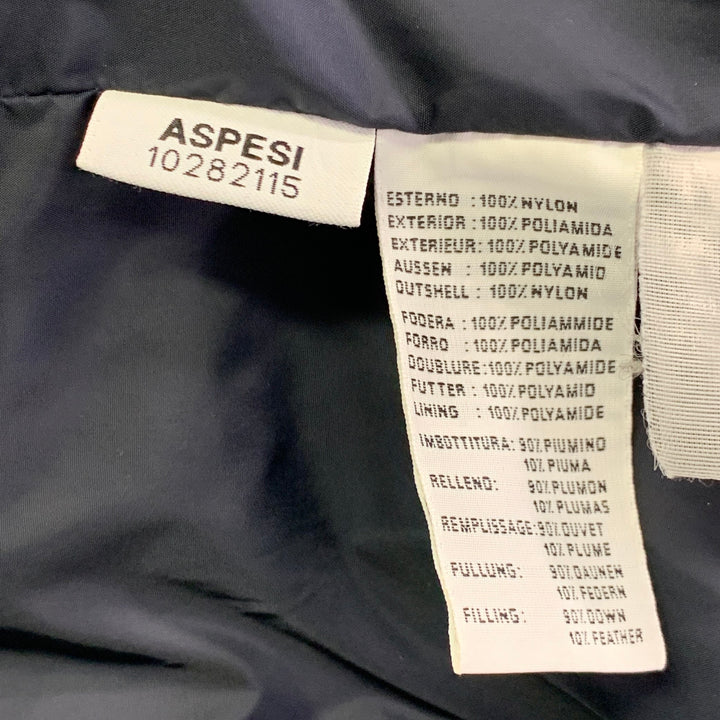 ASPESI
10282115
ESTERNO : 100% NYLON
EXTERIOR : 100% POLIAMIDA
EXTERIEUR: 100% POLYAMIDE
AUSSEN : 100% POLYAMID
OUTSHELL : 100% NYLON
FODERA : 100% POLIAMMIDE
FORRO : 100% POLIAMIDA
DOUBLURE:100% POLYAMIDE
FUTTER : 100% POLYAMID
LINING : 100% POLYAMIDE
IMBOTTITURA: 90% PIUMINO
10% PIUMA
RELLENO: 90% PLUMON
10% PLUMAS
REMPLISSAGE:90% DUVET
10% PLUME
FULLUNG: 90% DAUNEN
10% FEDERN
FILLING: 90% DOWN
10% FEATHER